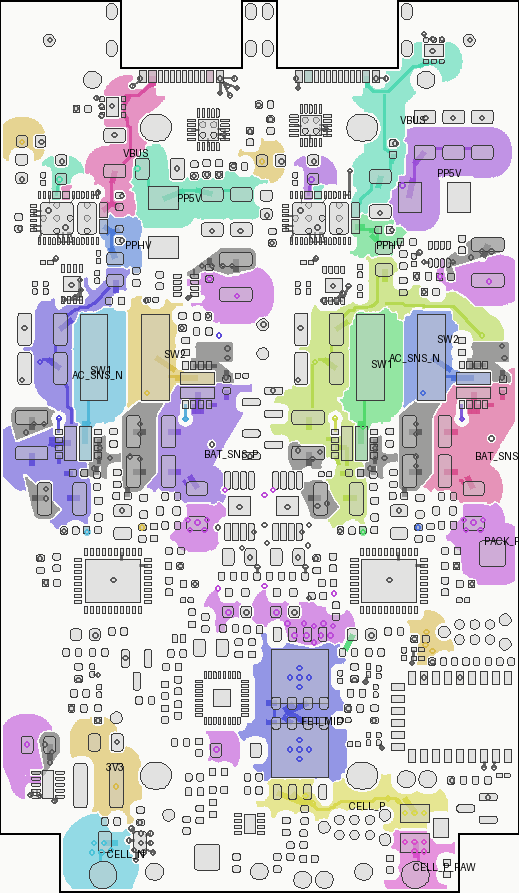 VBUS
VBUS
PP5V
PP5V
PPHV
PPHV
SW2
SW2
SW1
AC_SNS_N
SW1
AC_SNS_N
BAT_SNS_P
BAT_SNS
PACK_P
FET_MID
3V3
CELL_P
CELL_N
CELL_P_RAW